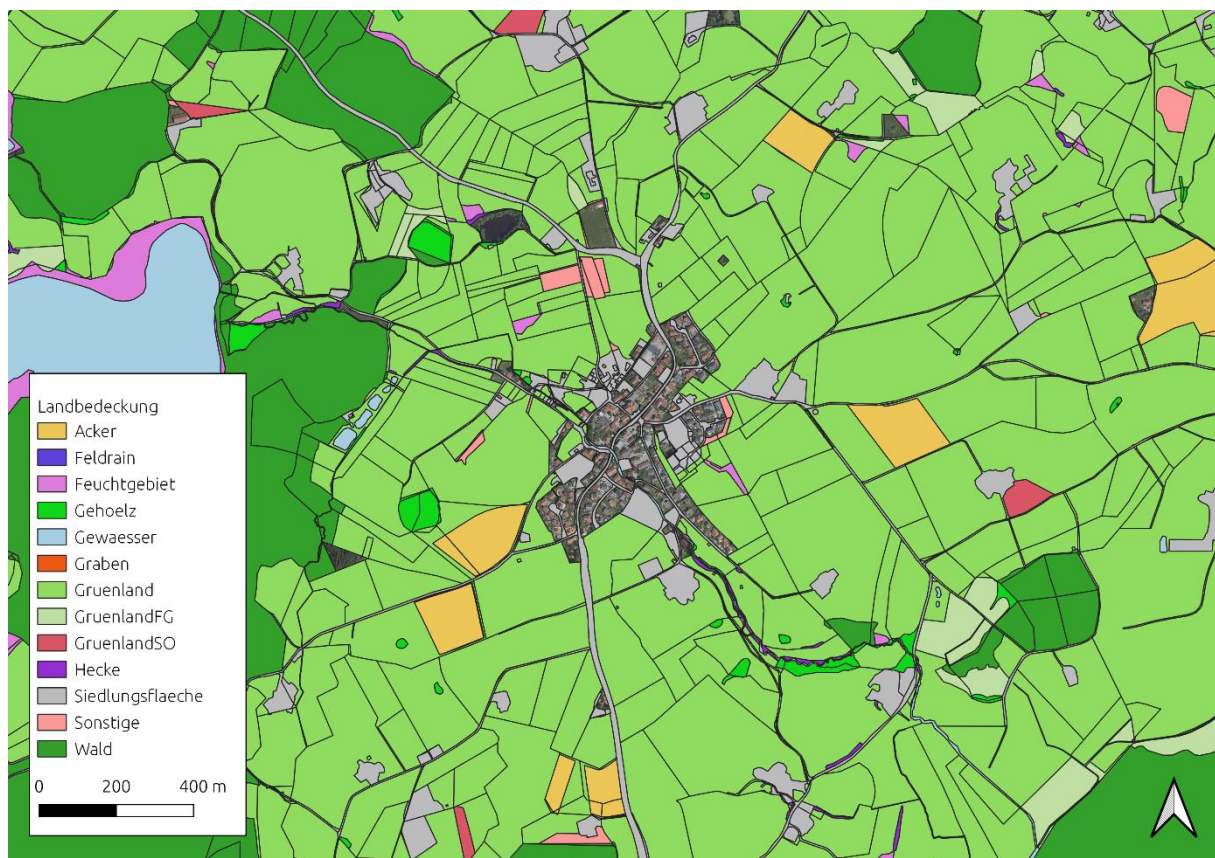 Landbedeckung
Acker
Feldrain
Feuchtgebiet
Gehoelz
Gewaesser
Graben
Gruenland
GruenlandFG
GruenlandSO
Hecke
Siedlungsflaeche
Sonstige
Wald
0 200 400 m